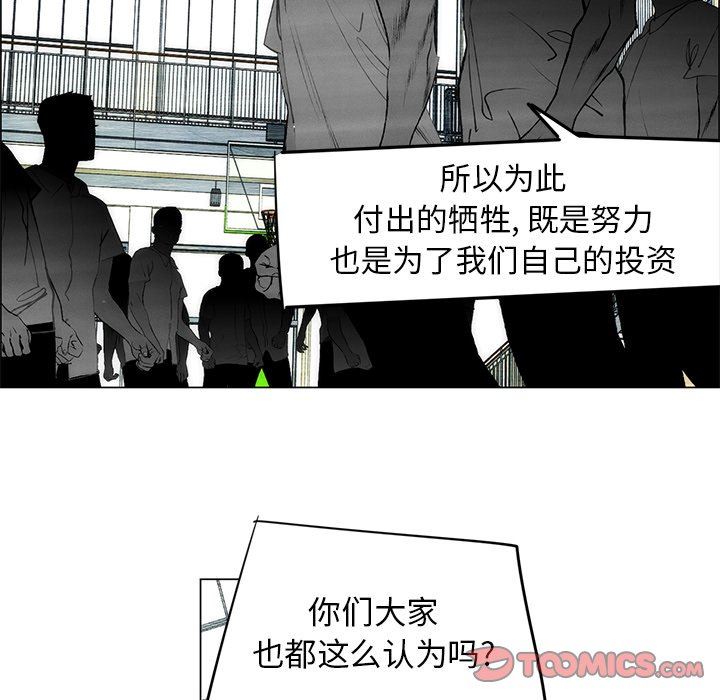 所以为此
付出的牺牲, 既是努力
也是为了我们自己的投资
你们大家
也都这么认为吗?
TOOMICS.COM